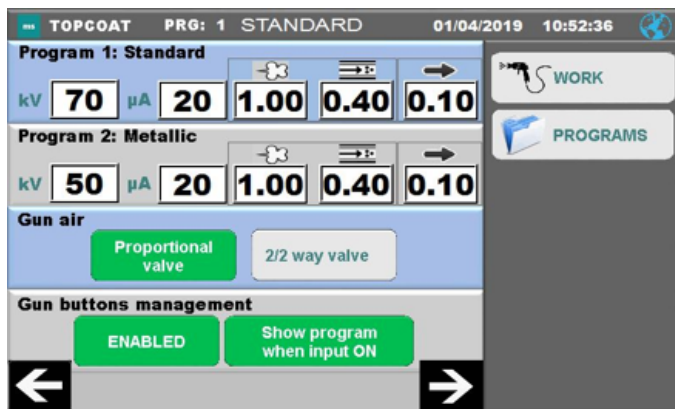 ms TOPCOAT PRG: 1 STANDARD 01/04/2019 10:52:36
Program 1: Standard
kV 70 µA 20 1.00 0.40 0.10
WORK
Program 2: Metallic
PROGRAMS
kV 50 µA 20 1.00 0.40 0.10
Gun air
Proportional
valve
2/2 way valve
Gun buttons management
ENABLED
Show program
when input ON